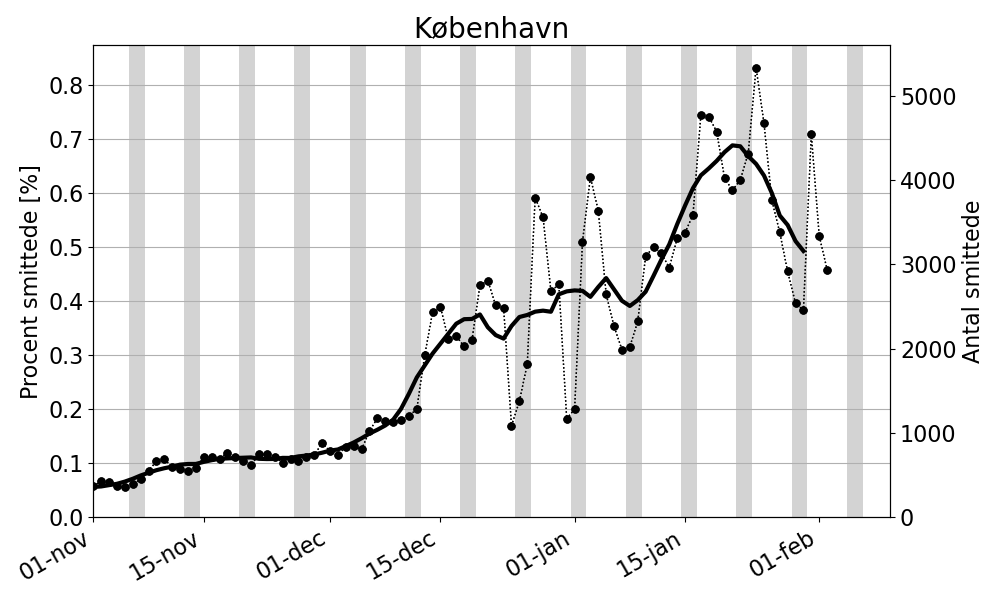 København
Procent smittede [%]
0.8
0.7
0.6
0.5
0.4
0.3
0.2
0.1
0.0
5000
4000
3000
2000
1000
0
Antal smittede
01-nov
15-nov
01-dec
15-dec
01-jan
15-jan
01-feb